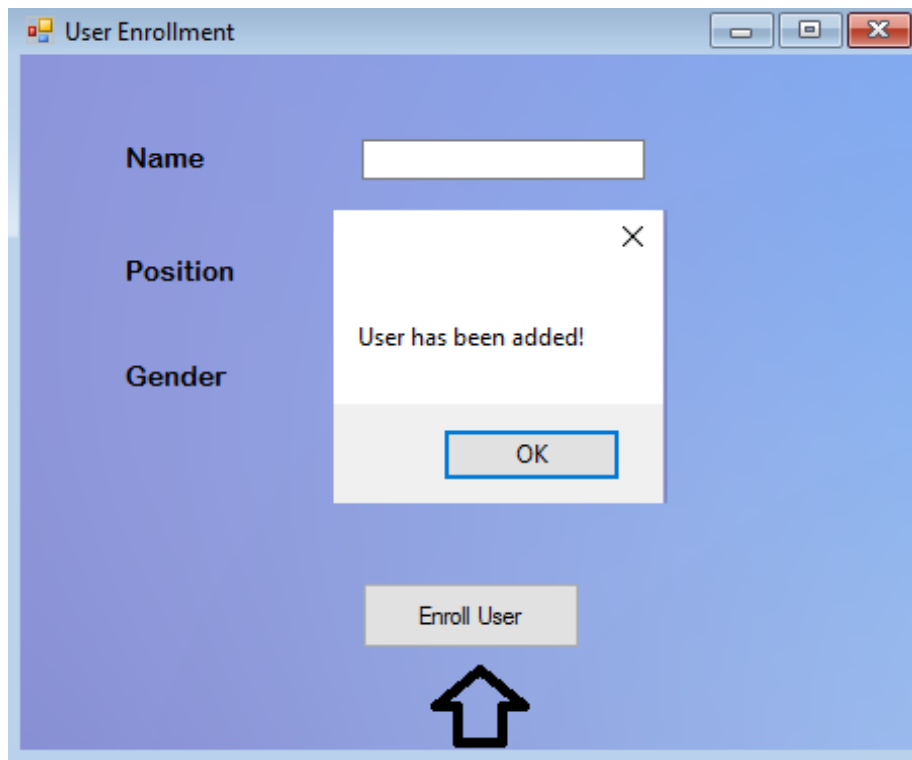 User Enrollment
Name
Position
User has been added!
Gender
OK
Enroll User